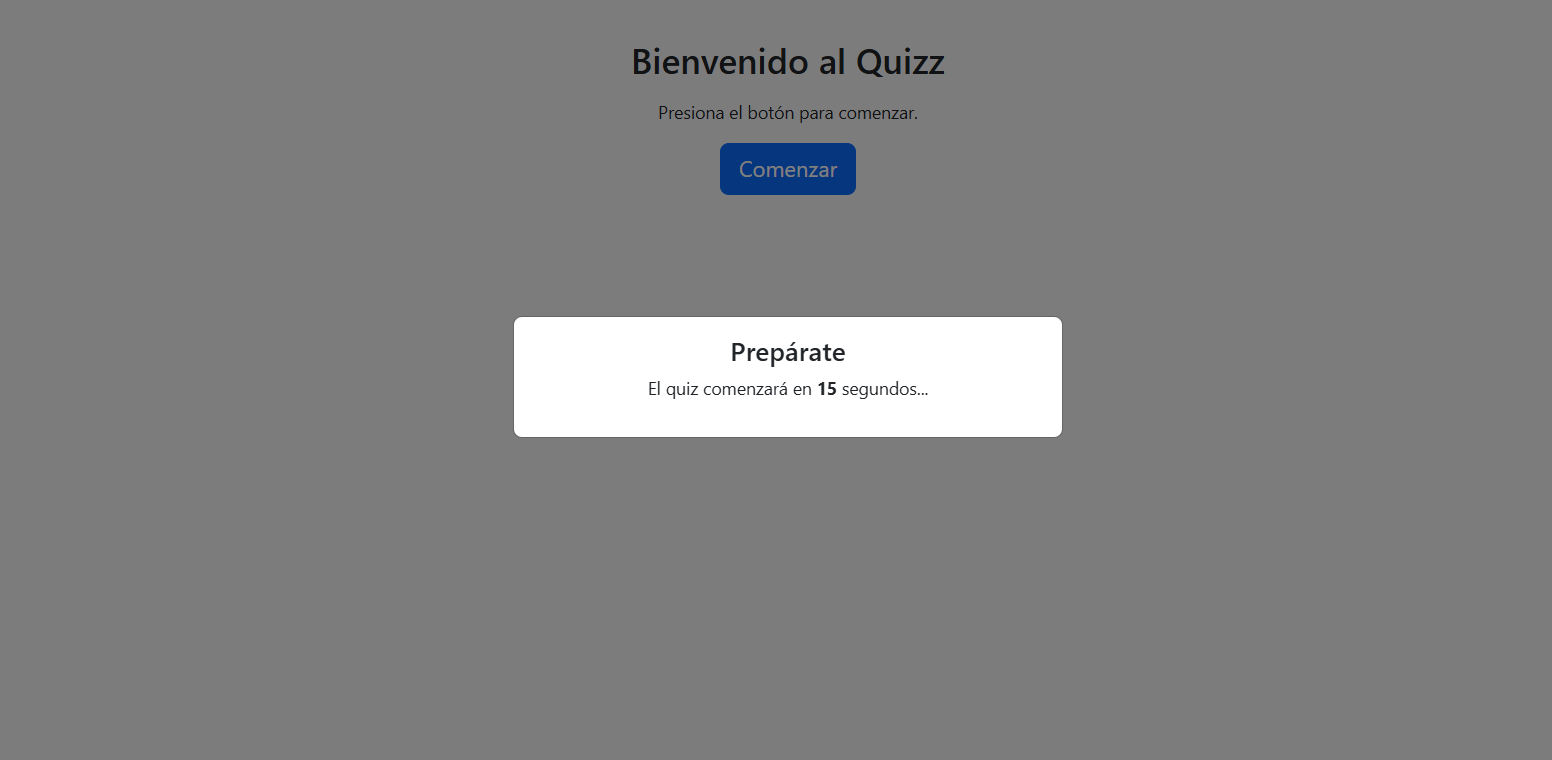 Bienvenido al Quizz
Presiona el botón para comenzar.
Comenzar
Prepárate
El quiz comenzará en 15 segundos...